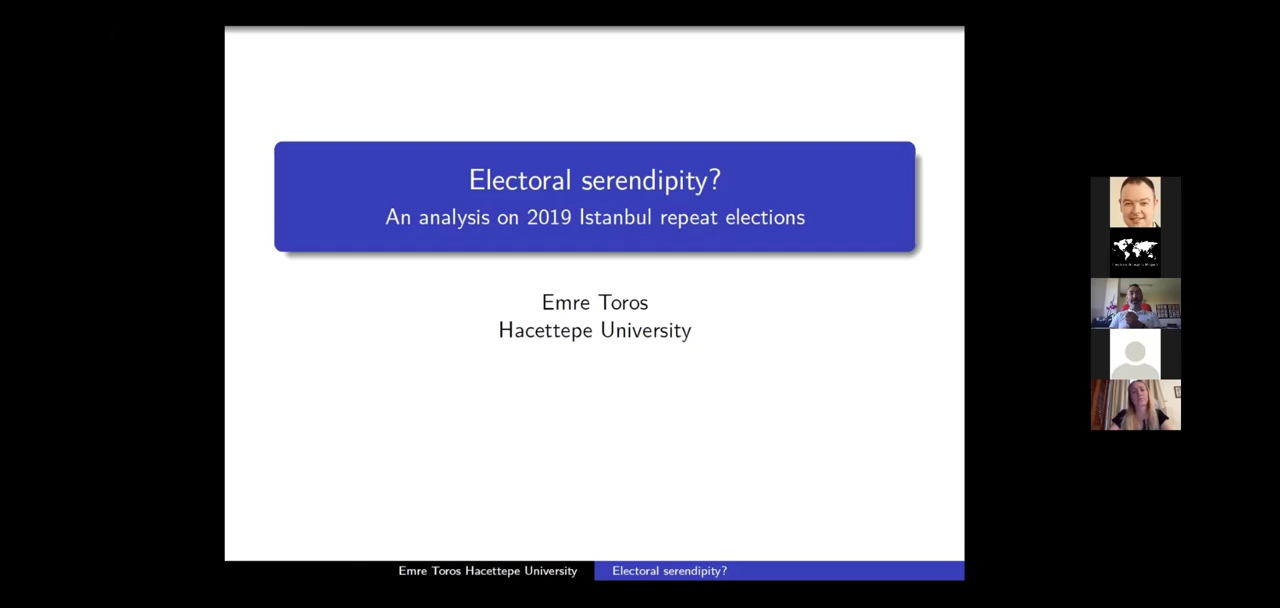 Electoral serendipity?
An analysis on 2019 Istanbul repeat elections
Emre Toros
Hacettepe University
Emre Toros Hacettepe University
Electoral serendipity?